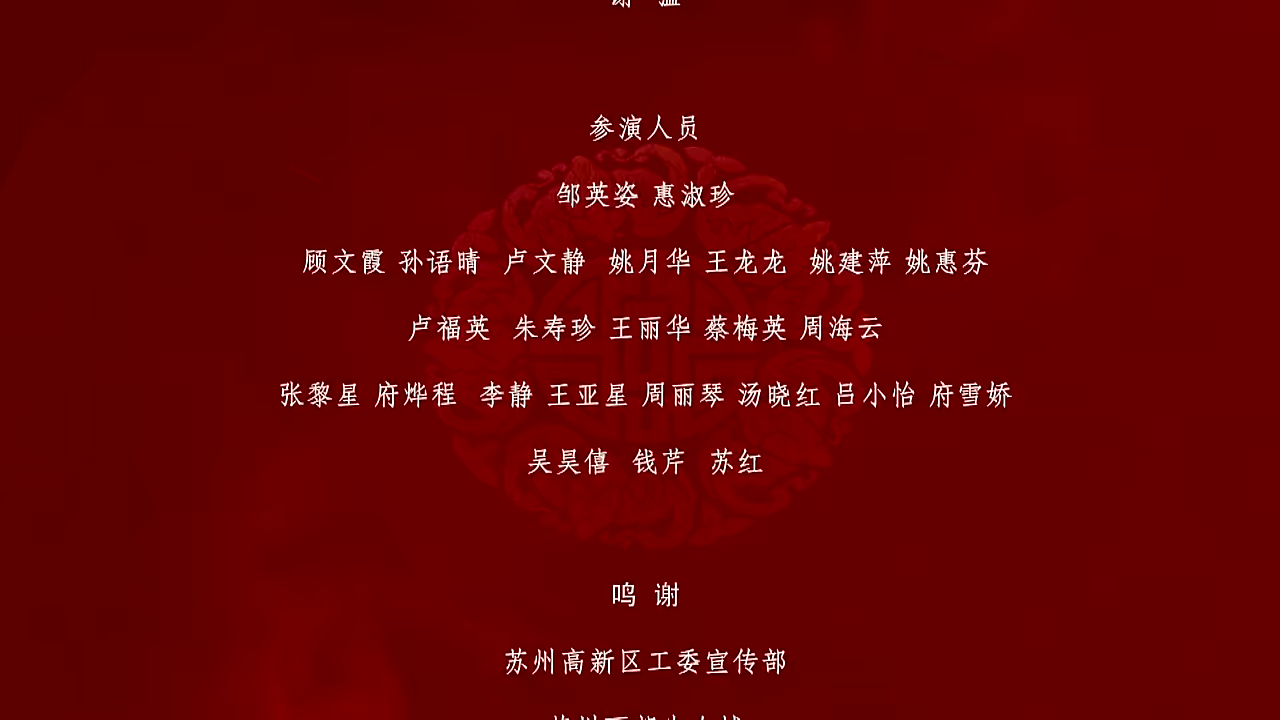 参演人员
邹英姿 惠淑珍
顾文霞 孙语晴 卢文静 姚月华 王龙龙 姚建萍 姚惠芬
卢福英 朱寿珍 王丽华 蔡梅英 周海云
张黎星 府烨程 李静 王亚星 周丽琴 汤晓红 吕小怡 府雪娇
吴昊僖 钱芹 苏红
鸣 谢
苏州高新区工委宣传部